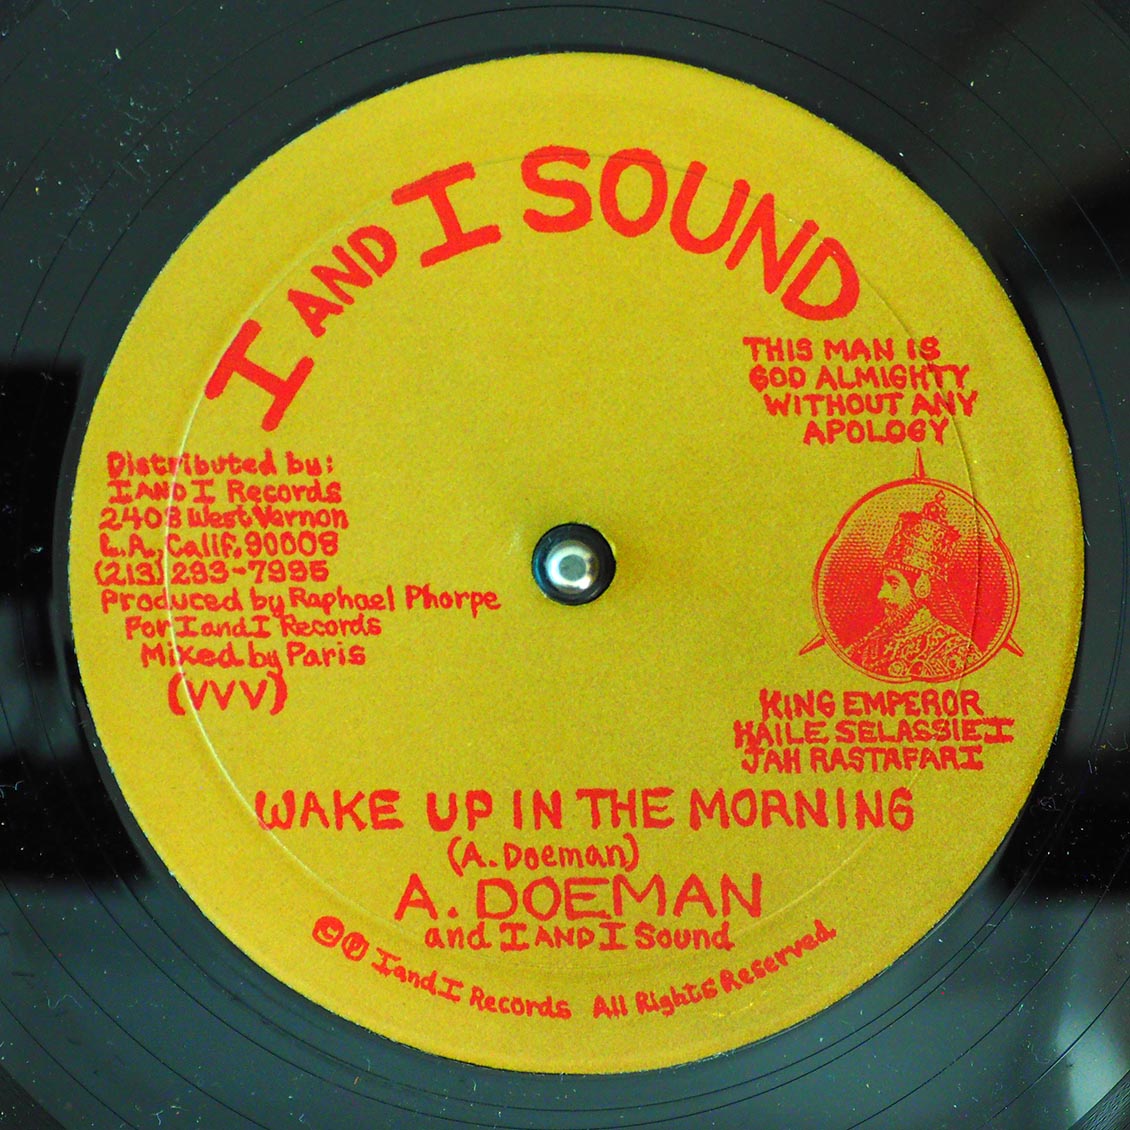 I AND I SOUND
THIS MAN IS
GOD ALMIGHTY
WITHOUT ANY
APOLOGY
Distributed by:
I AND I Records
2408 West Vernon
L.A., Calif. 90008
(213) 293-7995
Produced by Raphael Phorpe
For I and I Records
Mixed by Paris
(VVV)
KING EMPEROR
HAILE SELASSIE I
JAH RASTAFARI
WAKE UP IN THE MORNING
(A. Doeman)
A. DOEMAN
and I AND I Sound
©℗ I and I Records All Rights Reserved.